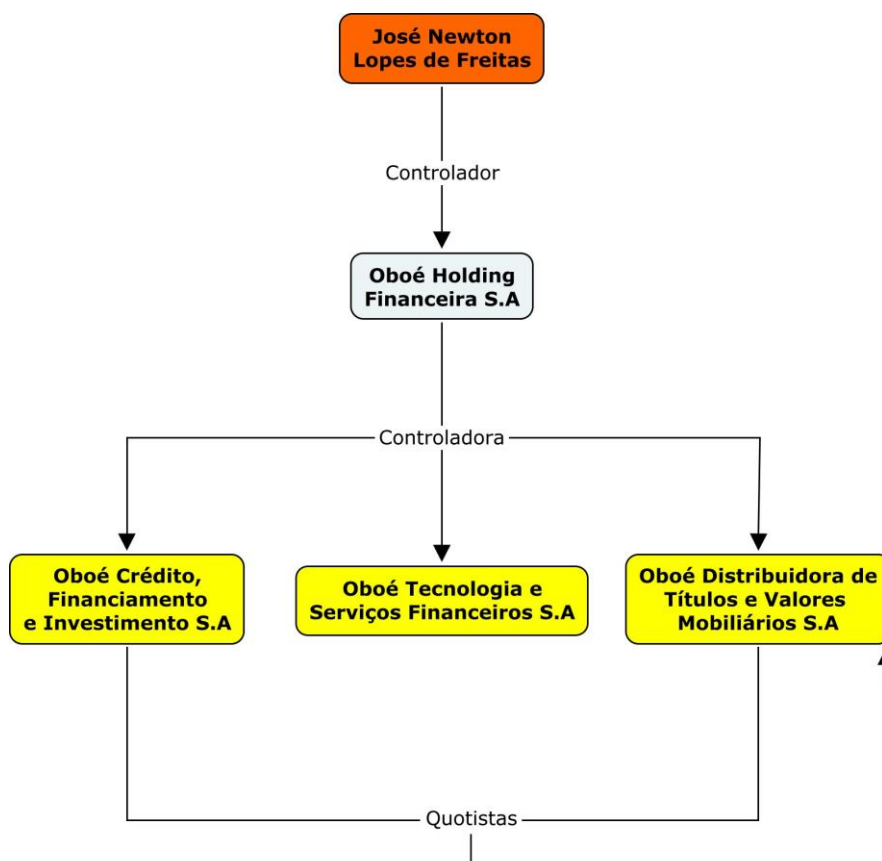 José Newton
Lopes de Freitas
Controlador
Oboé Holding
Financeira S.A
Controladora
Oboé Crédito,
Financiamento
e Investimento S.A
Oboé Tecnologia e
Serviços Financeiros S.A
Oboé Distribuidora de
Títulos e Valores
Mobiliários S.A
Quotistas